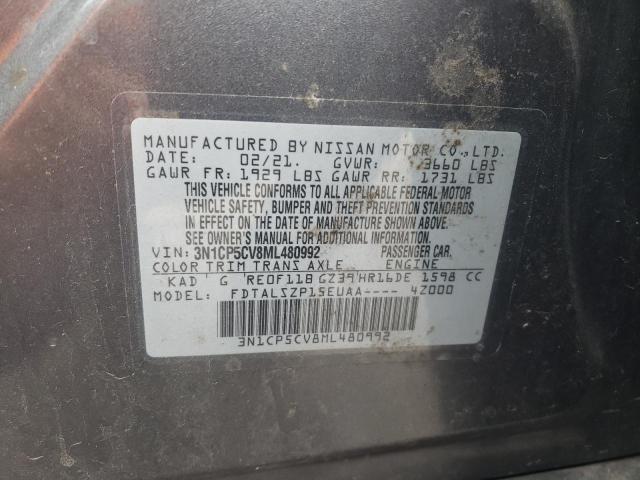 MANUFACTURED BY NISSAN MOTOR CO.,LTD.
DATE: 02/21. GVWR: 3660 LBS
GAWR FR: 1929 LBS GAWR RR: 1731 LBS
THIS VEHICLE CONFORMS TO ALL APPLICABLE FEDERAL MOTOR
VEHICLE SAFETY, BUMPER AND THEFT PREVENTION STANDARDS
IN EFFECT ON THE DATE OF MANUFACTURE SHOWN ABOVE.
SEE OWNER'S MANUAL FOR ADDITIONAL INFORMATION.
VIN: 3N1CP5CV8ML480992 PASSENGER CAR.
COLOR TRIM TRANS AXLE ENGINE
KAD G RE0F11B GZ39 HR16DE 1598 CC
MODEL: FDTALSZP15EUAA---- 4Z000
3N1CP5CV8ML480992